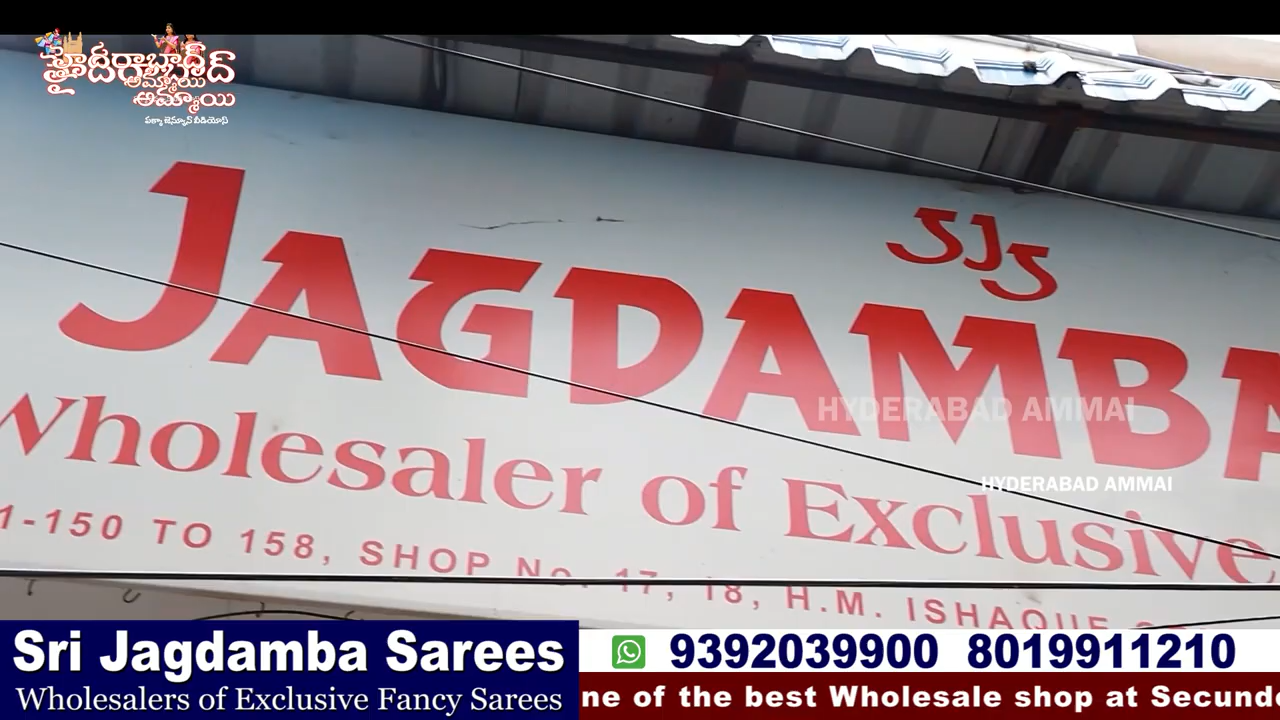 హైదరాబాద్
అమ్మాయి
అమ్మాయి
పక్కా జెన్యూన్ వీడియోస్
SJS
JAGDAMBA
Wholesaler of Exclusive
1-150 TO 158, SHOP No. 17, 18, H.M. ISHAQUE
HYDERABAD AMMAI
HYDERABAD AMMAI
Sri Jagdamba Sarees
9392039900 8019911210
Wholesalers of Exclusive Fancy Sarees
ne of the best Wholesale shop at Secunde